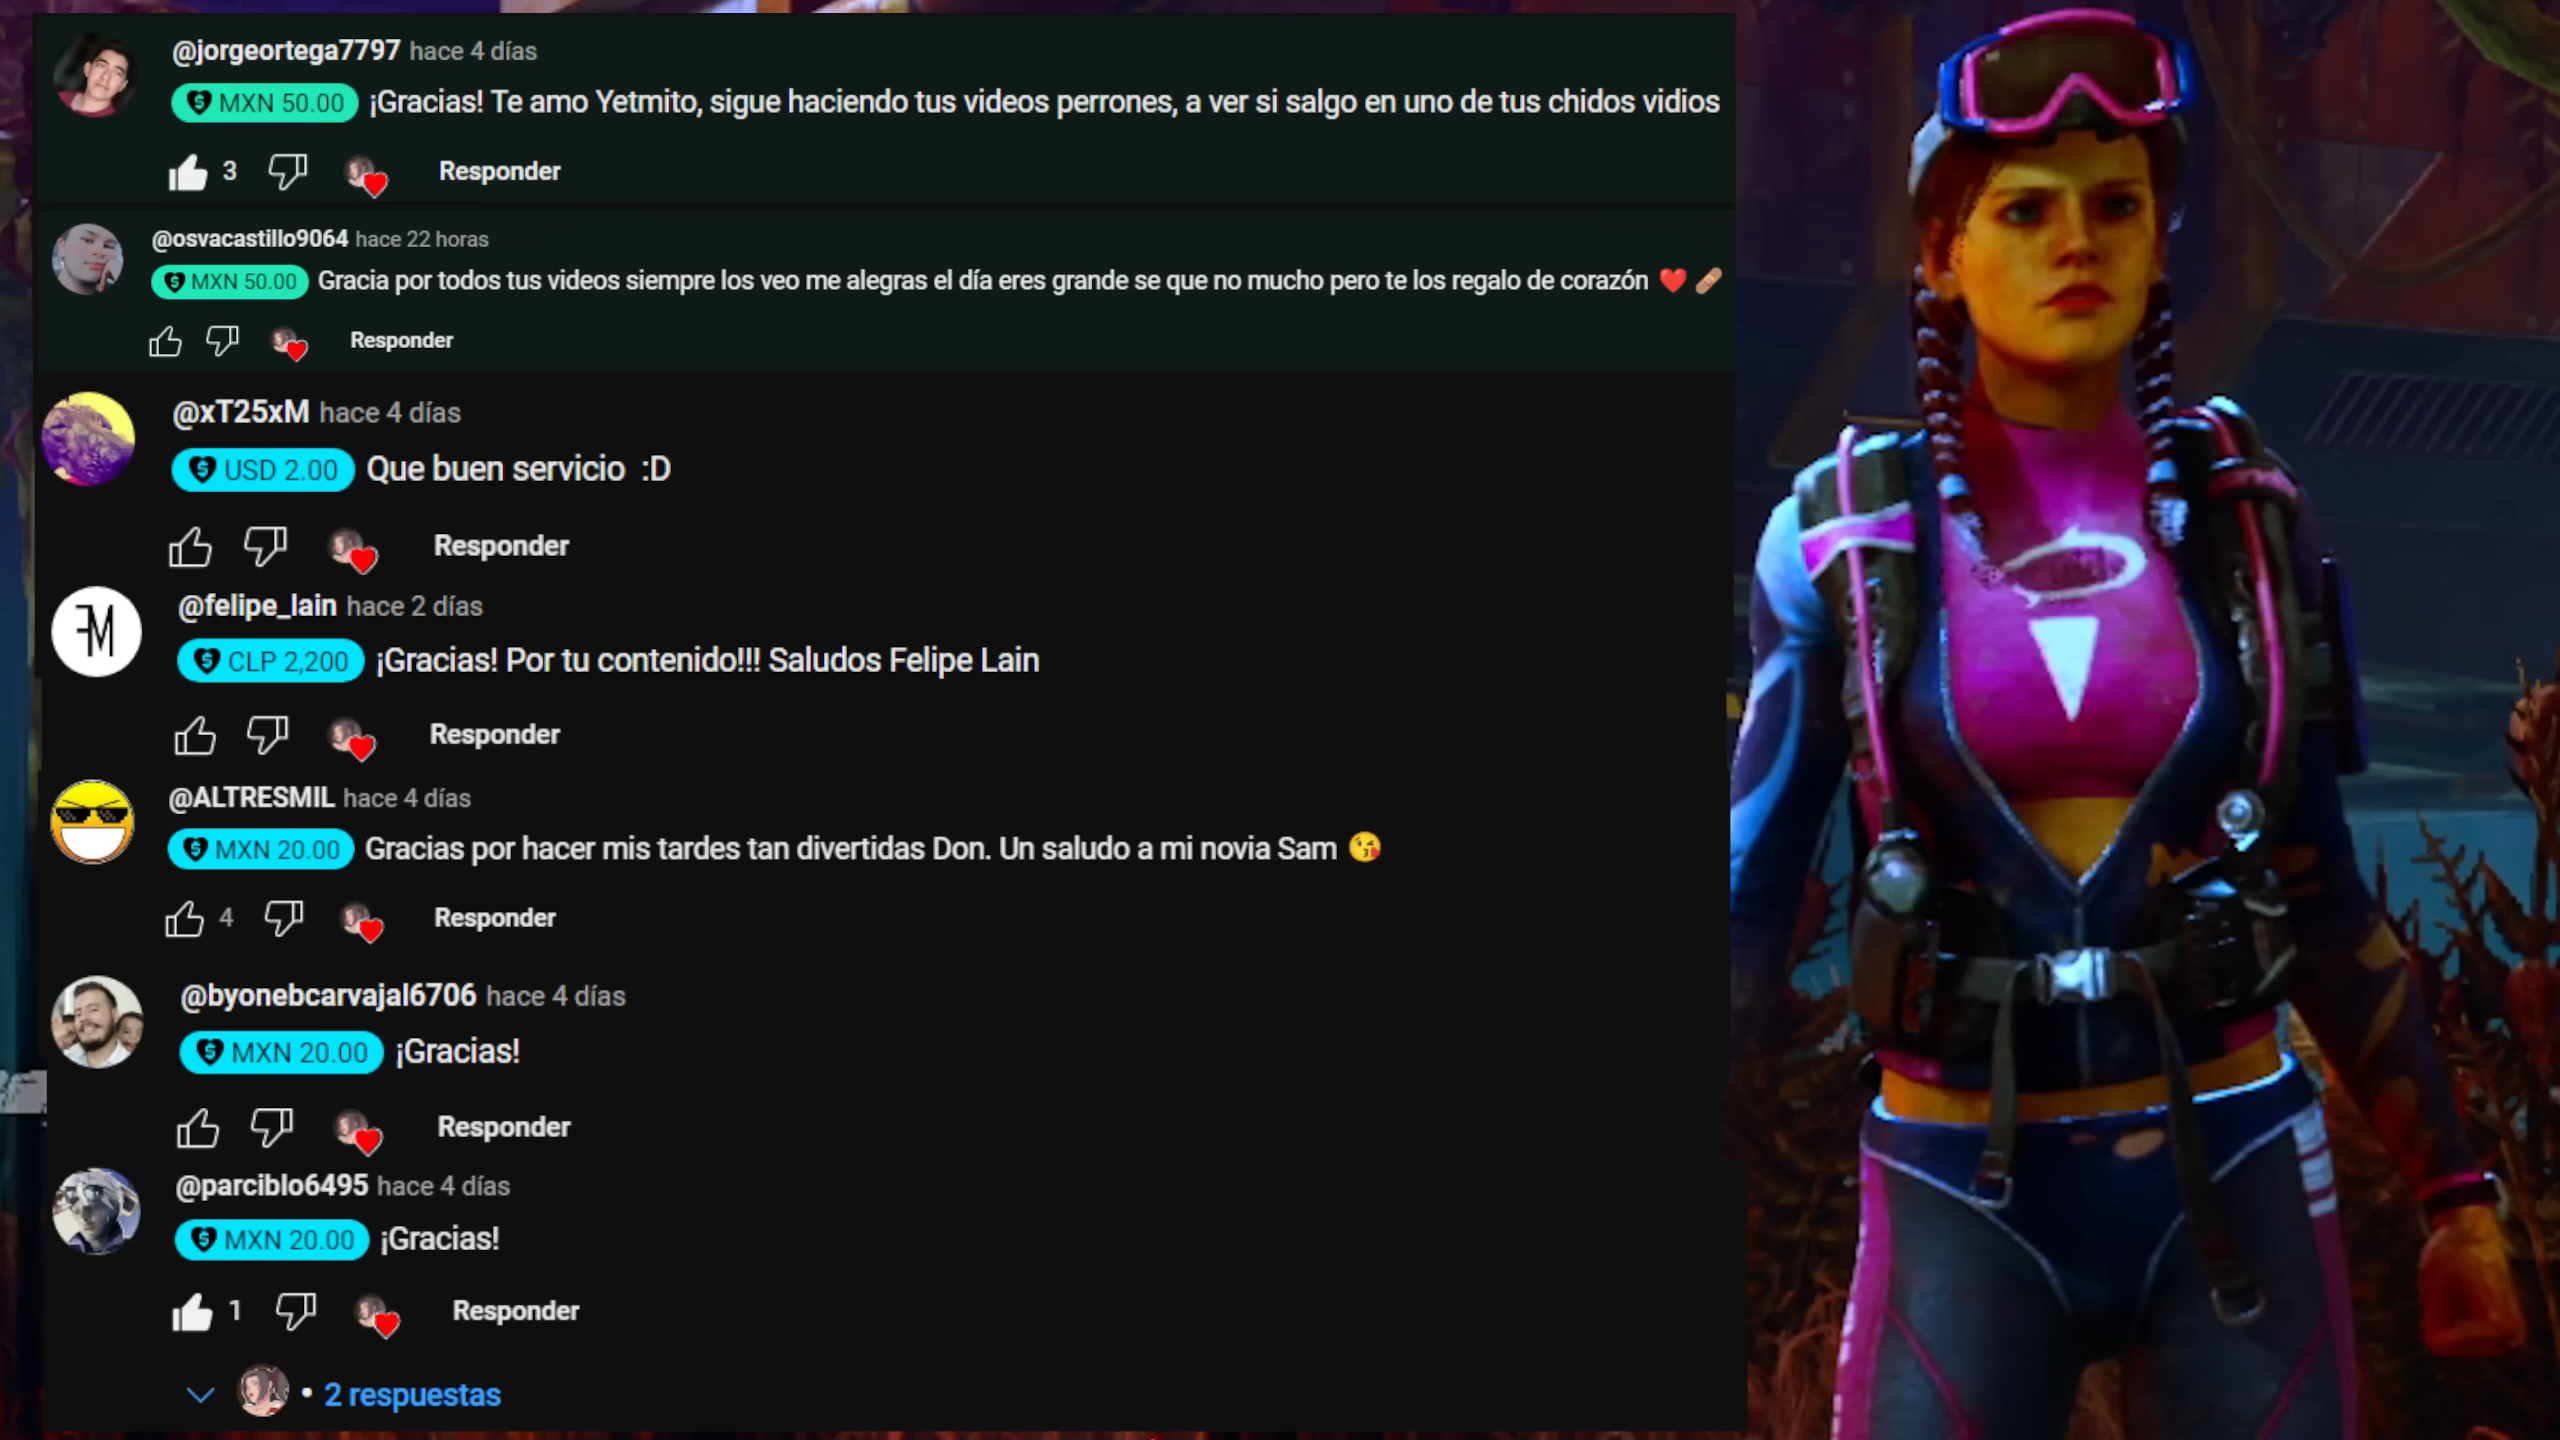 @jorgeortega7797 hace 4 días
MXN 50.00 ¡Gracias! Te amo Yetmito, sigue haciendo tus videos perrones, a ver si salgo en uno de tus chidos vidios
3 Responder
@osvacastillo9064 hace 22 horas
MXN 50.00 Gracia por todos tus videos siempre los veo me alegras el día eres grande se que no mucho pero te los regalo de corazón ❤️ 🩹
Responder
@xT25xM hace 4 días
USD 2.00 Que buen servicio :D
Responder
FM
@felipe_lain hace 2 días
CLP 2,200 ¡Gracias! Por tu contenido!!! Saludos Felipe Lain
Responder
@ALTRESMIL hace 4 días
MXN 20.00 Gracias por hacer mis tardes tan divertidas Don. Un saludo a mi novia Sam 😘
4 Responder
@byonebcarvajal6706 hace 4 días
MXN 20.00 ¡Gracias!
Responder
@parciblo6495 hace 4 días
MXN 20.00 ¡Gracias!
1 Responder
• 2 respuestas